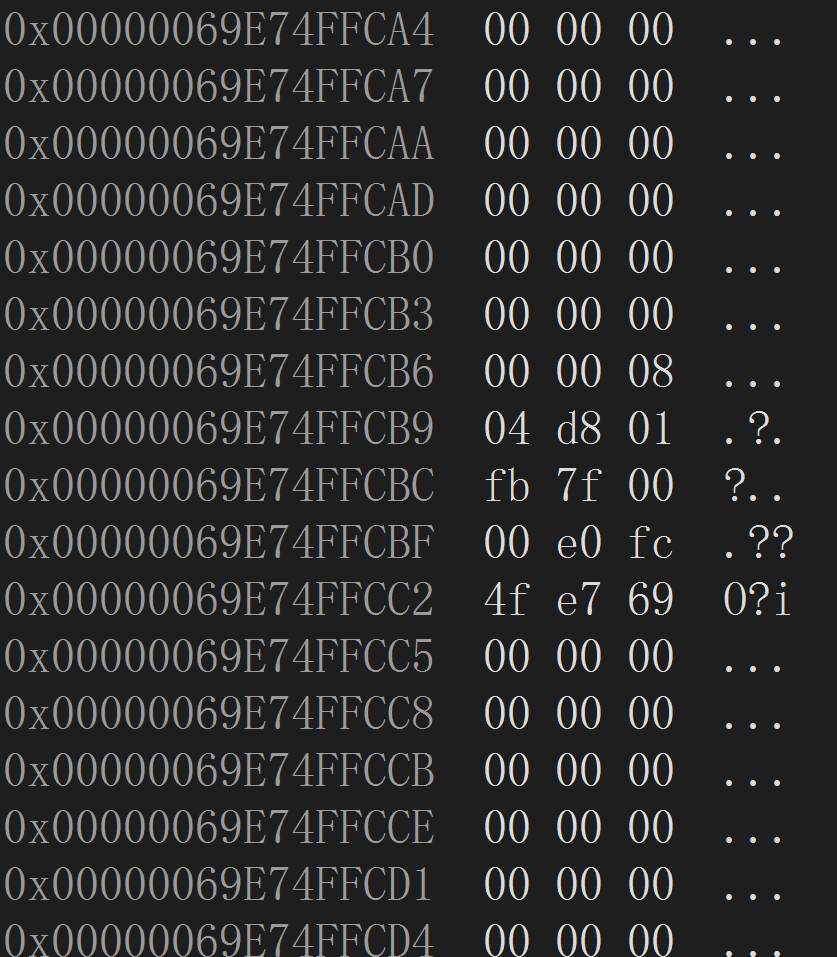 0x00000069E74FFCA4  00 00 00  ...
0x00000069E74FFCA7  00 00 00  ...
0x00000069E74FFCAA  00 00 00  ...
0x00000069E74FFCAD  00 00 00  ...
0x00000069E74FFCB0  00 00 00  ...
0x00000069E74FFCB3  00 00 00  ...
0x00000069E74FFCB6  00 00 08  ...
0x00000069E74FFCB9  04 d8 01  .?.
0x00000069E74FFCBC  fb 7f 00  ?..
0x00000069E74FFCBF  00 e0 fc  .??
0x00000069E74FFCC2  4f e7 69  O?i
0x00000069E74FFCC5  00 00 00  ...
0x00000069E74FFCC8  00 00 00  ...
0x00000069E74FFCCB  00 00 00  ...
0x00000069E74FFCCE  00 00 00  ...
0x00000069E74FFCD1  00 00 00  ...
0x00000069E74FFCD4  00 00 00  ...